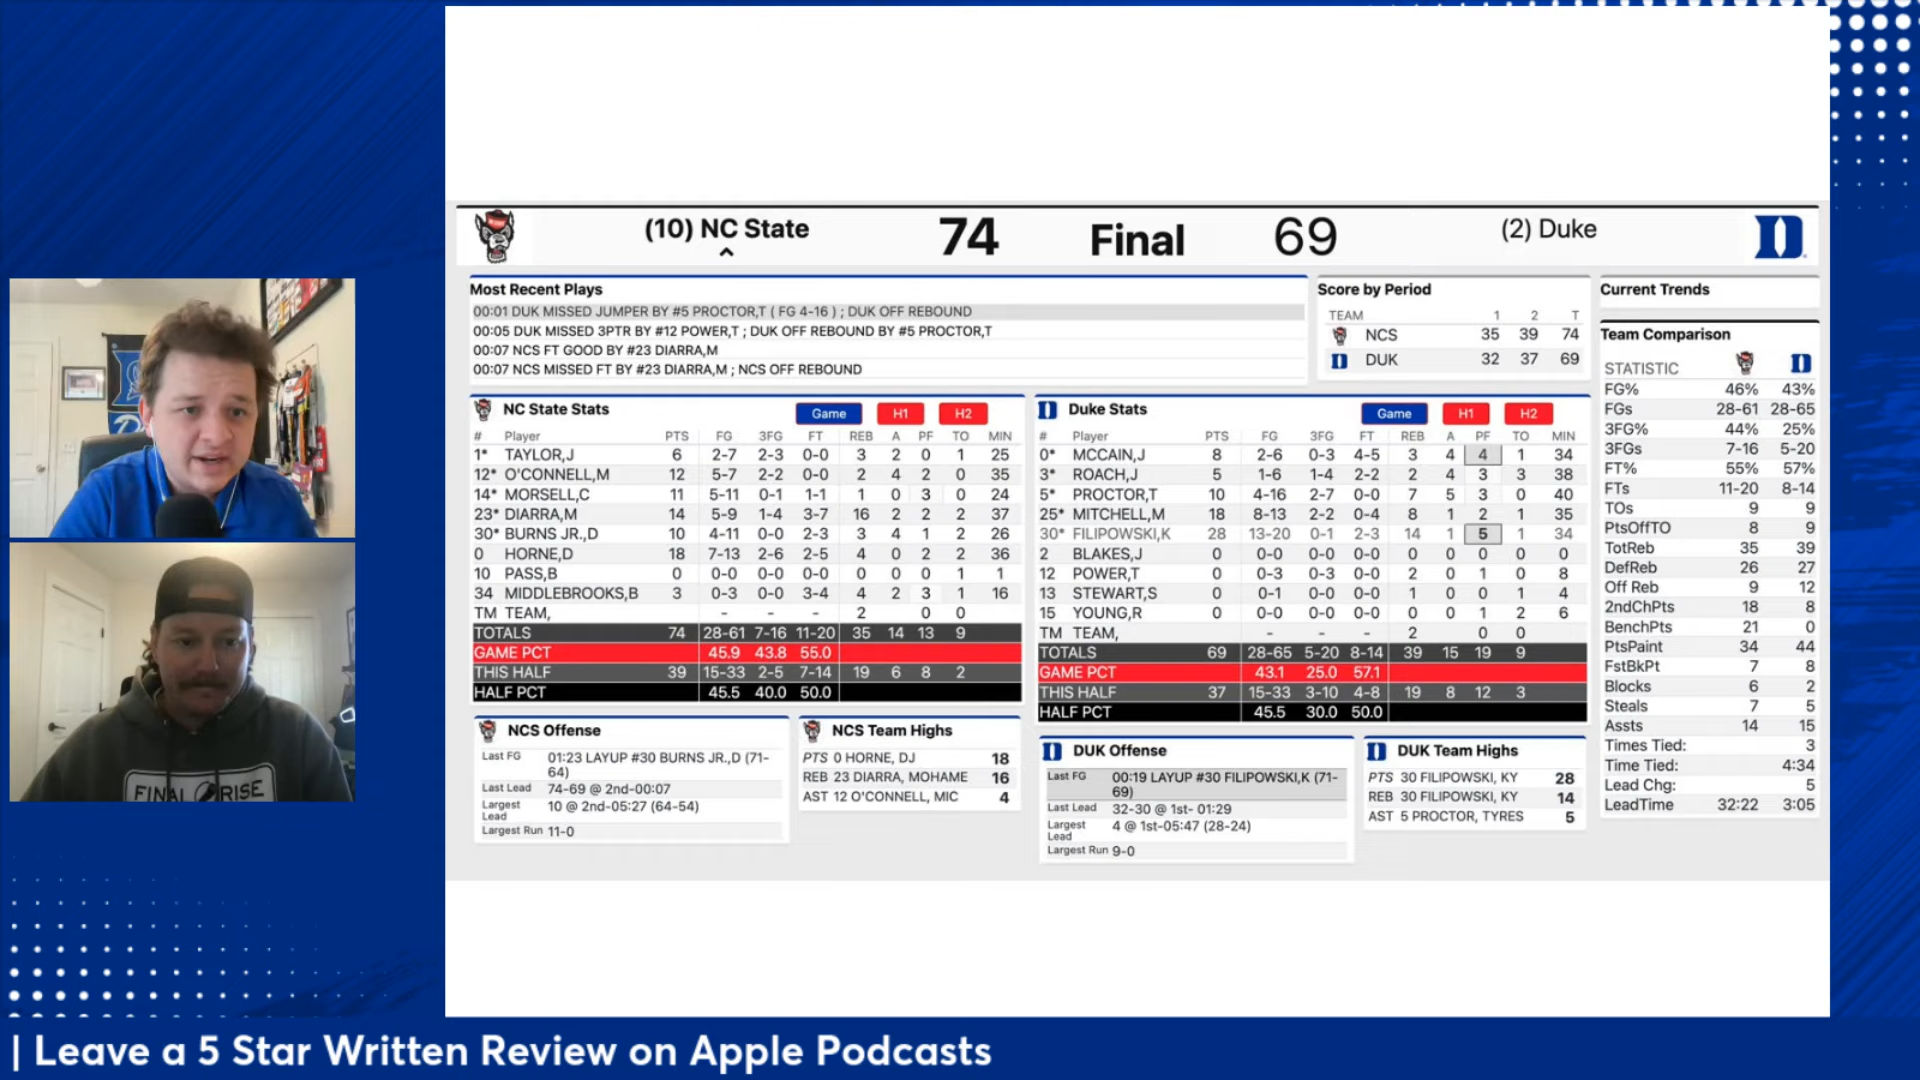 (10) NC State 74 Final 69 (2) Duke
Most Recent Plays
00:01 DUK MISSED JUMPER BY #5 PROCTOR,T ( FG 4-16 ) ; DUK OFF REBOUND
00:05 DUK MISSED 3PTR BY #12 POWER,T ; DUK OFF REBOUND BY #5 PROCTOR,T
00:07 NCS FT GOOD BY #23 DIARRA,M
00:07 NCS MISSED FT BY #23 DIARRA,M ; NCS OFF REBOUND
Score by Period
TEAM 1 2 T
NCS 35 39 74
DUK 32 37 69
Current Trends
NC State Stats Game H1 H2
# Player PTS FG 3FG FT REB A PF TO MIN
1* TAYLOR,J 6 2-7 2-3 0-0 3 2 0 1 25
12* O'CONNELL,M 12 5-7 2-2 0-0 2 4 2 0 35
14* MORSELL,C 11 5-11 0-1 1-1 1 0 3 0 24
23* DIARRA,M 14 5-9 1-4 3-7 16 2 2 2 37
30* BURNS JR.,D 10 4-11 0-0 2-3 3 4 1 2 26
0 HORNE,D 18 7-13 2-6 2-5 4 0 2 2 36
10 PASS,B 0 0-0 0-0 0-0 0 0 0 1 1
34 MIDDLEBROOKS,B 3 0-3 0-0 3-4 4 2 3 1 16
TM TEAM, - - - 2 0 0
TOTALS 74 28-61 7-16 11-20 35 14 13 9
GAME PCT 45.9 43.8 55.0
THIS HALF 39 15-33 2-5 7-14 19 6 8 2
HALF PCT 45.5 40.0 50.0
Duke Stats Game H1 H2
# Player PTS FG 3FG FT REB A PF TO MIN
0* MCCAIN,J 8 2-6 0-3 4-5 3 4 4 1 34
3* ROACH,J 5 1-6 1-4 2-2 2 4 3 3 38
5* PROCTOR,T 10 4-16 2-7 0-0 7 5 3 0 40
25* MITCHELL,M 18 8-13 2-2 0-4 8 1 2 1 35
30* FILIPOWSKI,K 28 13-20 0-1 2-3 14 1 5 1 34
2 BLAKES,J 0 0-0 0-0 0-0 0 0 0 0 0
12 POWER,T 0 0-3 0-3 0-0 2 0 1 0 8
13 STEWART,S 0 0-1 0-0 0-0 1 0 0 1 4
15 YOUNG,R 0 0-0 0-0 0-0 0 0 1 2 6
TM TEAM, - - - 2 0 0
TOTALS 69 28-65 5-20 8-14 39 15 19 9
GAME PCT 43.1 25.0 57.1
THIS HALF 37 15-33 3-10 4-8 19 8 12 3
HALF PCT 45.5 30.0 50.0
Team Comparison
STATISTIC
FG% 46% 43%
FGs 28-61 28-65
3FG% 44% 25%
3FGs 7-16 5-20
FT% 55% 57%
FTs 11-20 8-14
TOs 9 9
PtsOffTO 8 9
TotReb 35 39
DefReb 26 27
Off Reb 9 12
2ndChPts 18 8
BenchPts 21 0
PtsPaint 34 44
FstBkPt 7 8
Blocks 6 2
Steals 7 5
Assts 14 15
Times Tied: 3
Time Tied: 4:34
Lead Chg: 5
LeadTime 32:22 3:05
NCS Offense
Last FG 01:23 LAYUP #30 BURNS JR.,D (71-
64)
Last Lead 74-69 @ 2nd-00:07
Largest Lead 10 @ 2nd-05:27 (64-54)
Largest Run 11-0
NCS Team Highs
PTS 0 HORNE, DJ 18
REB 23 DIARRA, MOHAME 16
AST 12 O'CONNELL, MIC 4
DUK Offense
Last FG 00:19 LAYUP #30 FILIPOWSKI,K (71-
69)
Last Lead 32-30 @ 1st- 01:29
Largest Lead 4 @ 1st-05:47 (28-24)
Largest Run 9-0
DUK Team Highs
PTS 30 FILIPOWSKI, KY 28
REB 30 FILIPOWSKI, KY 14
AST 5 PROCTOR, TYRES 5
FINAL RISE
| Leave a 5 Star Written Review on Apple Podcasts